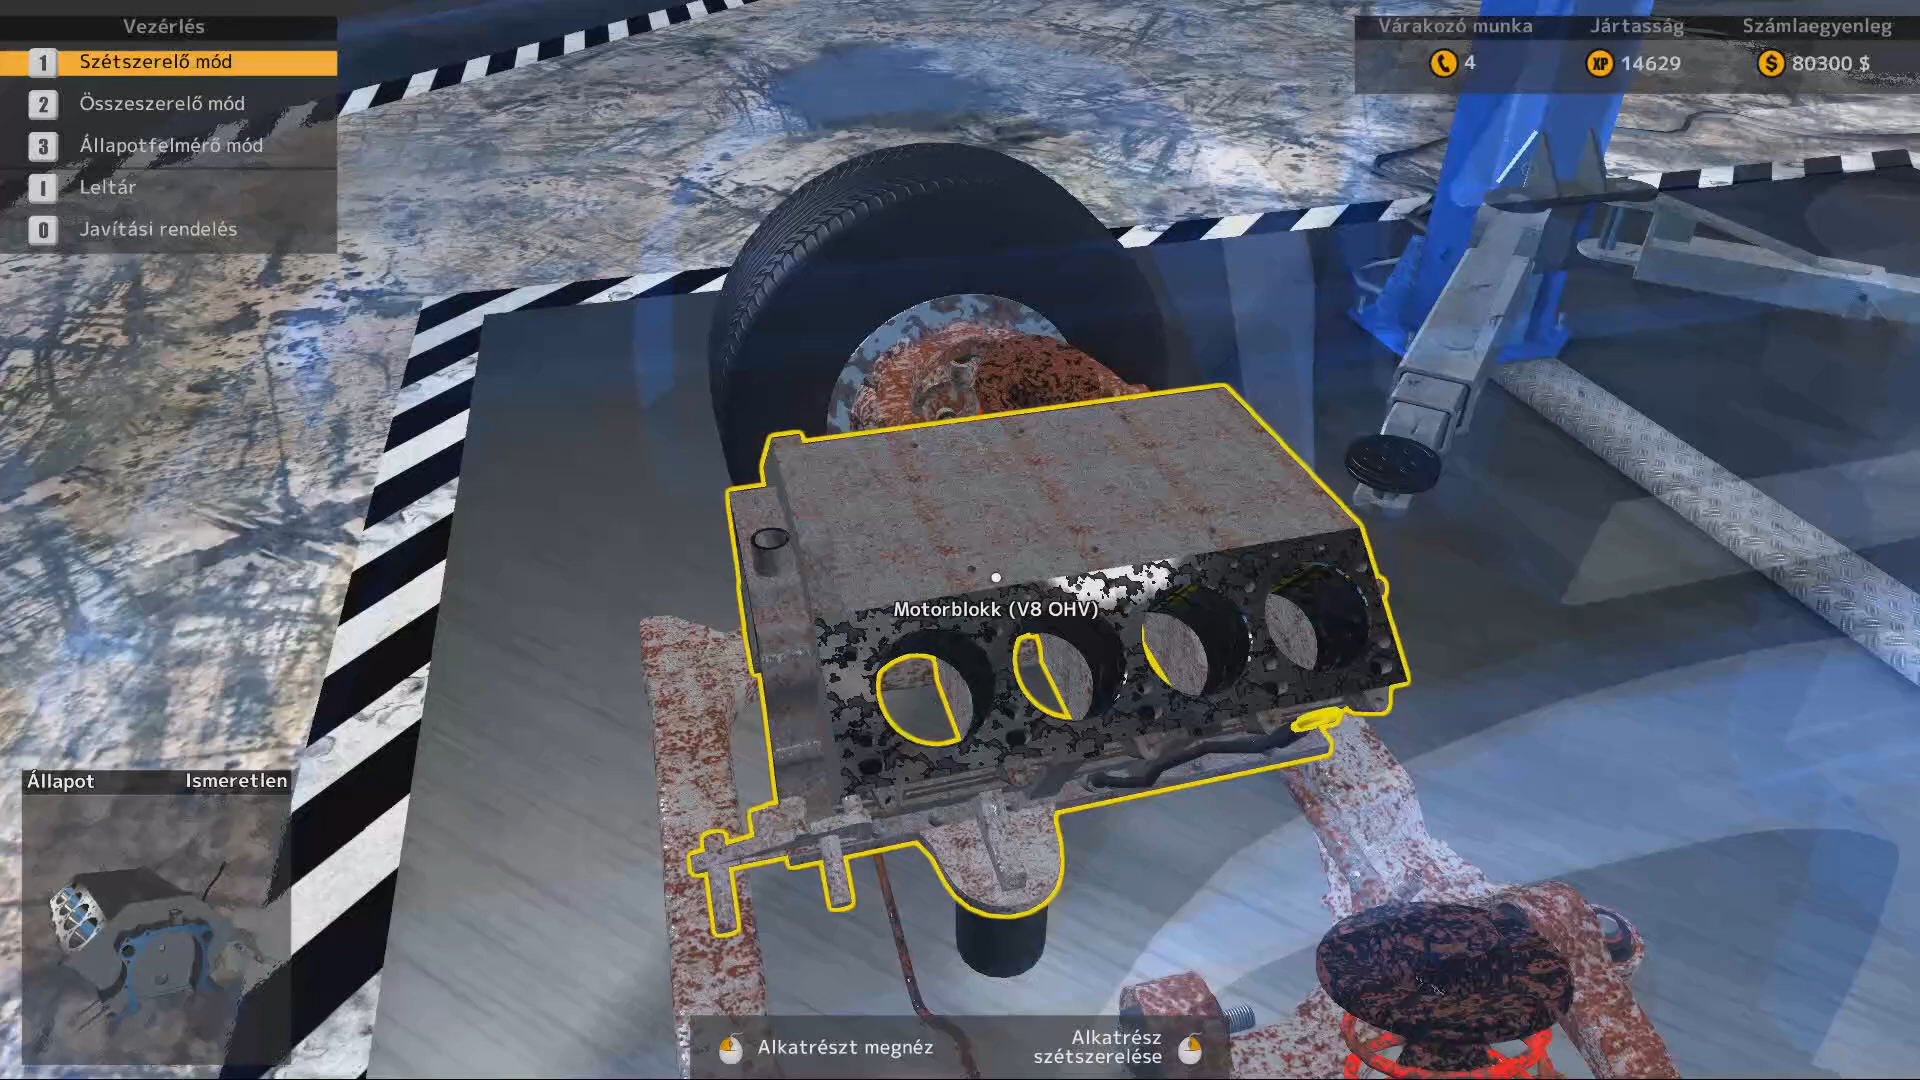 Vezérlés
1 Szétszerelő mód
2 Összeszerelő mód
3 Állapotfelmérő mód
I Leltár
O Javítási rendelés
Várakozó munka Jártasság Számlaegyenleg
4 XP 14629 $ 80300 $
Motorblokk (V8 OHV)
Állapot Ismeretlen
Alkatrészt megnéz
Alkatrész
szétszerelése